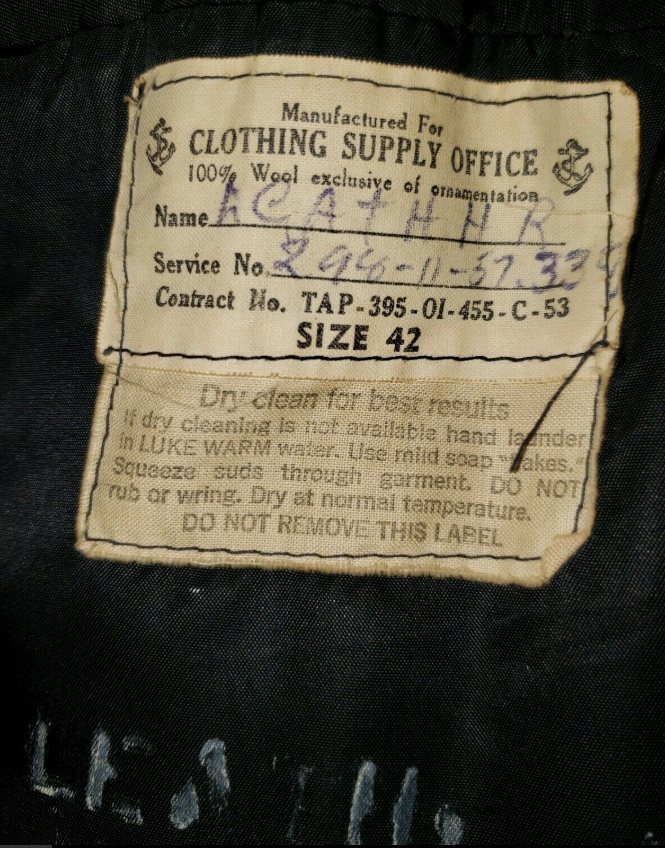 Manufactured For
CLOTHING SUPPLY OFFICE
100% Wool exclusive of ornamentation
Name
Service No.
Contract No. TAP-395-OI-455-C-53
SIZE 42
Dry clean for best results
If dry cleaning is not available hand launder
in LUKE WARM water. Use mild soap "flakes."
Squeeze suds through garment. DO NOT
rub or wring. Dry at normal temperature.
DO NOT REMOVE THIS LABEL